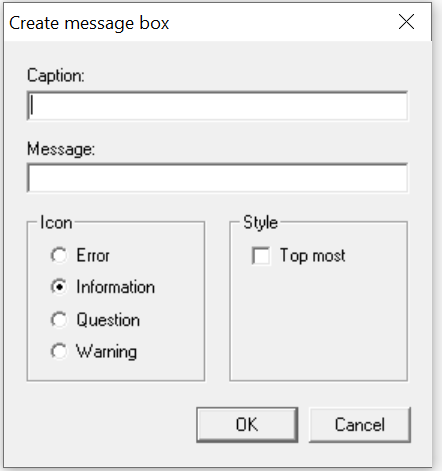 Create message box
Caption:
Message:
Icon
Style
Error
Top most
Information
Question
Warning
OK
Cancel